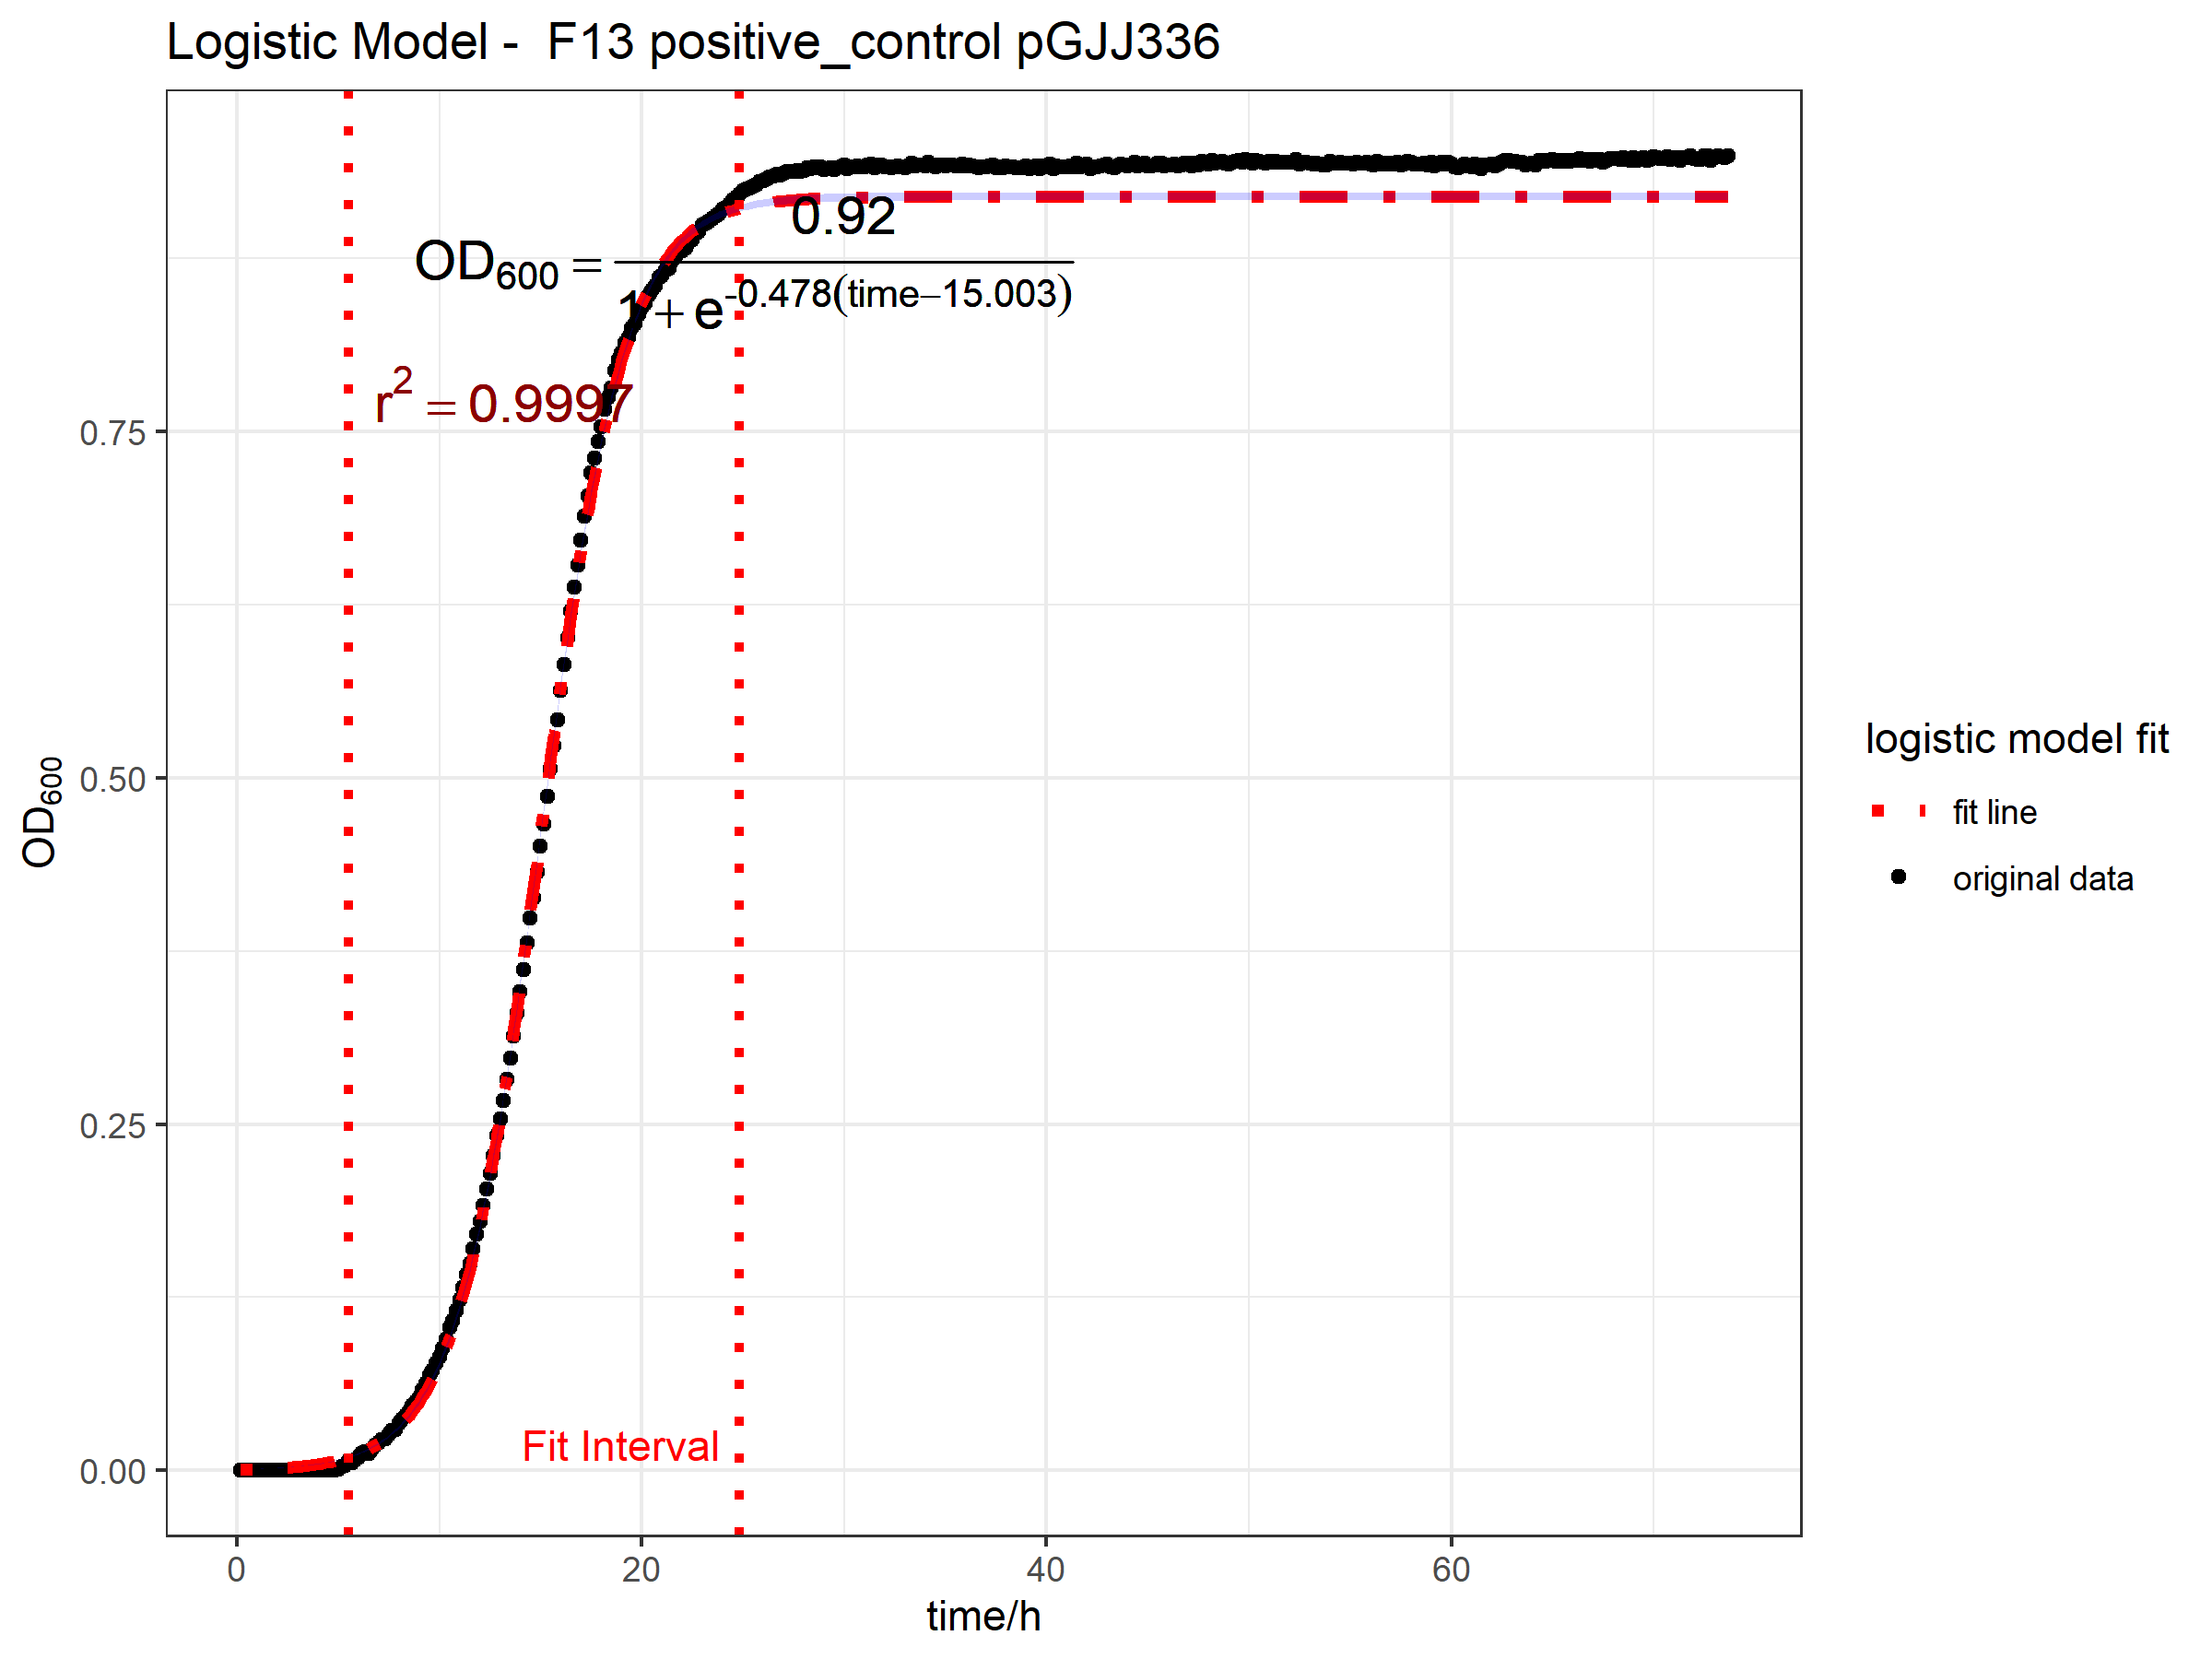 Logistic Model -  F13 positive_control pGJJ336
OD600 = 0.92 / 1 + e^-0.478(time−15.003)
r2 = 0.9997
Fit Interval
0.75
0.50
0.25
0.00
OD600
0 20 40 60
time/h
logistic model fit
fit line
original data